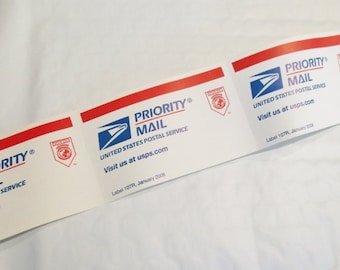 PRIORITY®
MAIL
UNITED STATES POSTAL SERVICE
Visit us at usps.com
Label 107R, January 2008
PRIORITY®
MAIL
UNITED STATES POSTAL SERVICE
Visit us at usps.com
Label 107R, January 2008
ORITY®
SERVICE